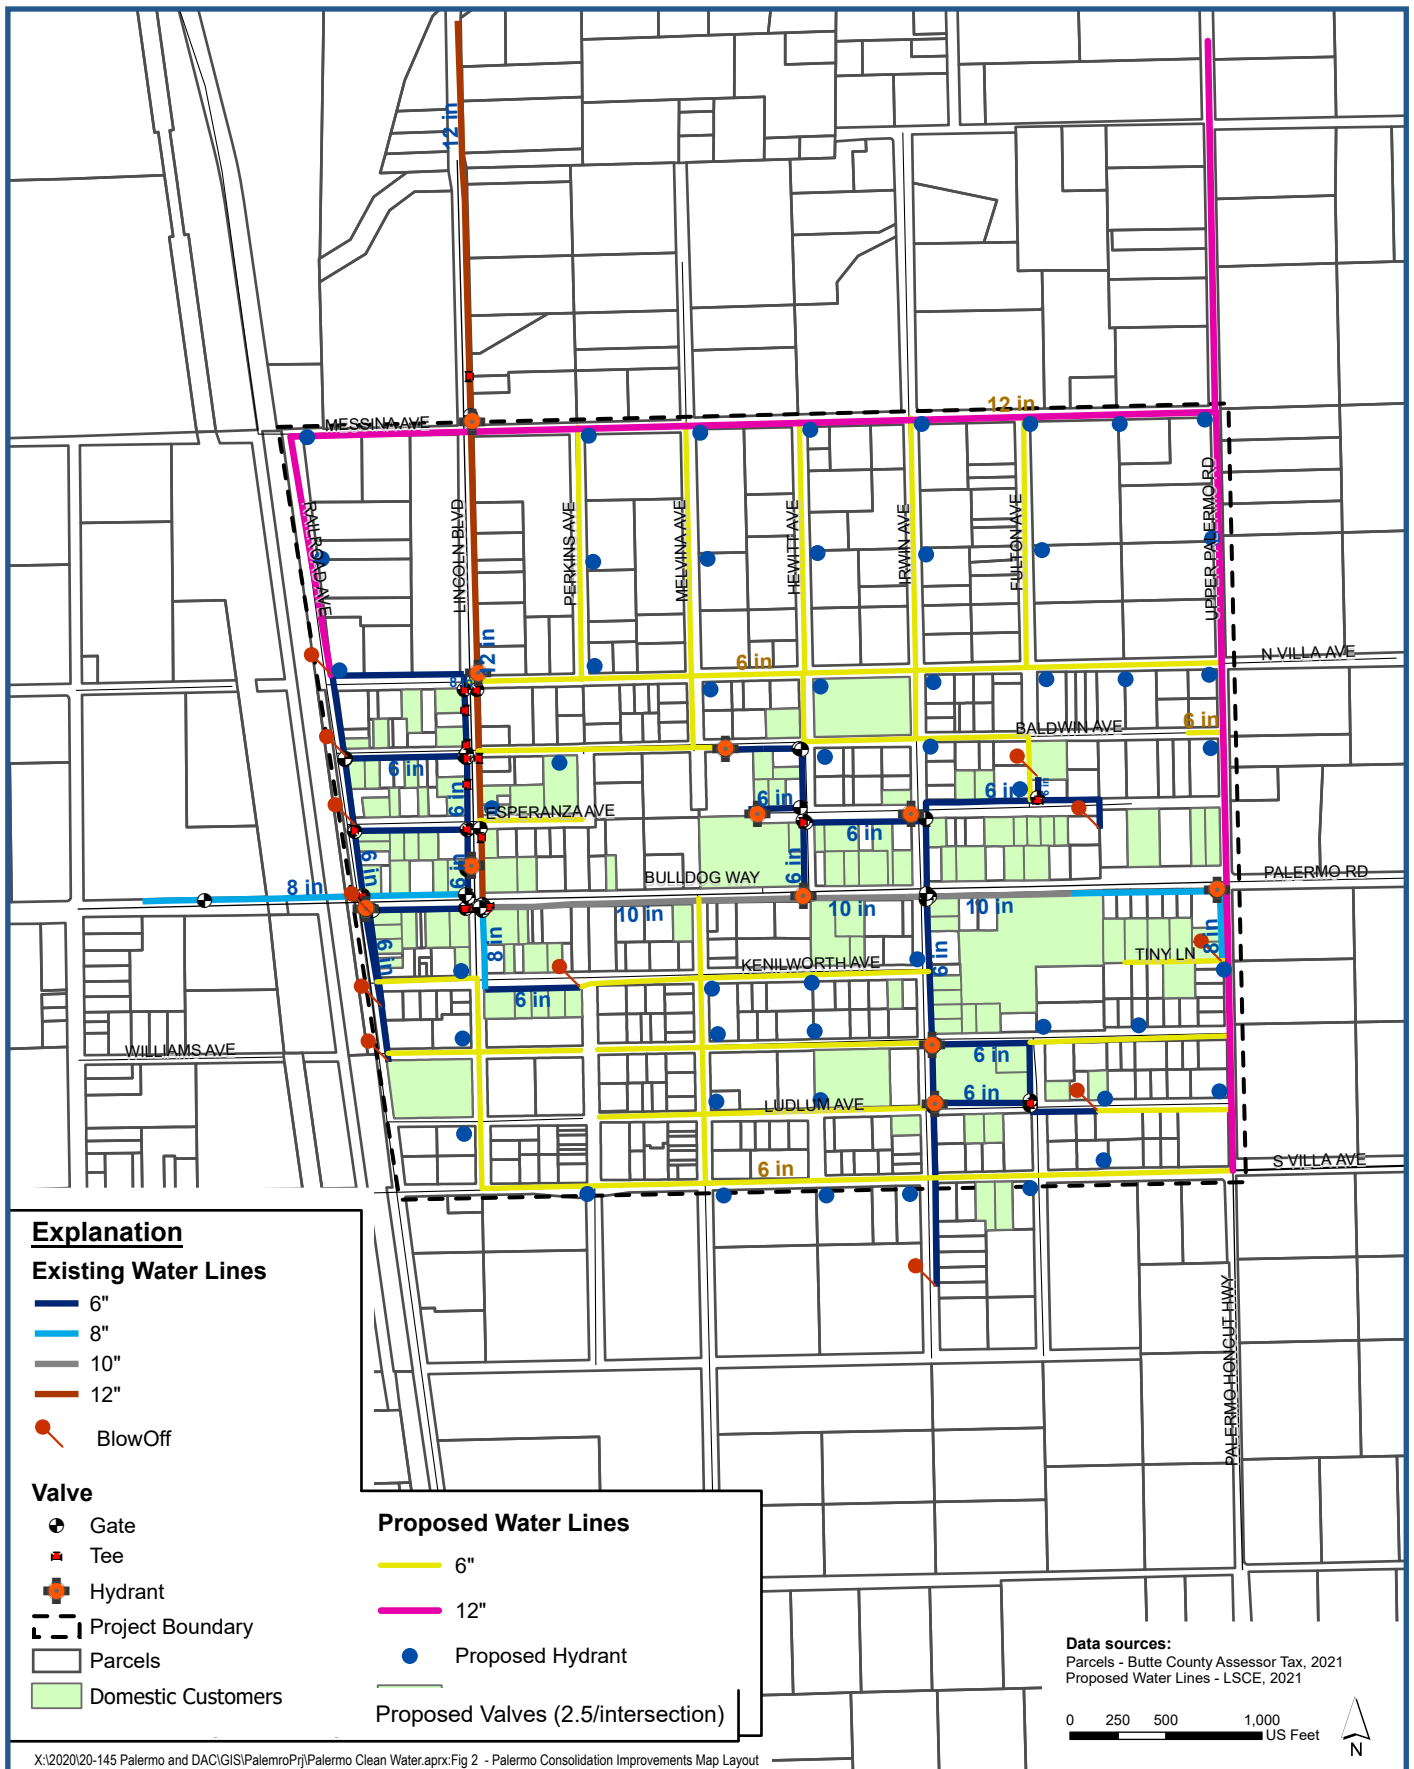 12 in
12 in
MESSINA AVE
RAILROAD AVE
LINCOLN BLVD
PERKINS AVE
MELVINA AVE
HEWITT AVE
IRWIN AVE
FULTON AVE
UPPER PALERMO RD
12 in
6 in
N VILLA AVE
BALDWIN AVE
6 in
6 in
6 in
6 in
6 in
6 in
ESPERANZA AVE
6 in
6 in
6 in
6 in
BULLDOG WAY
PALERMO RD
8 in
10 in
10 in
10 in
8 in
6 in
8 in
6 in
TINY LN
KENILWORTH AVE
6 in
WILLIAMS AVE
6 in
6 in
LUDLUM AVE
6 in
S VILLA AVE
PALERMO HONCUT HWY
Explanation
Existing Water Lines
6"
8"
10"
12"
BlowOff
Valve
Gate
Tee
Hydrant
Project Boundary
Parcels
Domestic Customers
Proposed Water Lines
6"
12"
Proposed Hydrant
Proposed Valves (2.5/intersection)
Data sources:
Parcels - Butte County Assessor Tax, 2021
Proposed Water Lines - LSCE, 2021
0 250 500 1,000
US Feet
N
X:\2020\20-145 Palermo and DAC\GIS\PalemroPrj\Palermo Clean Water.aprx:Fig 2 - Palermo Consolidation Improvements Map Layout